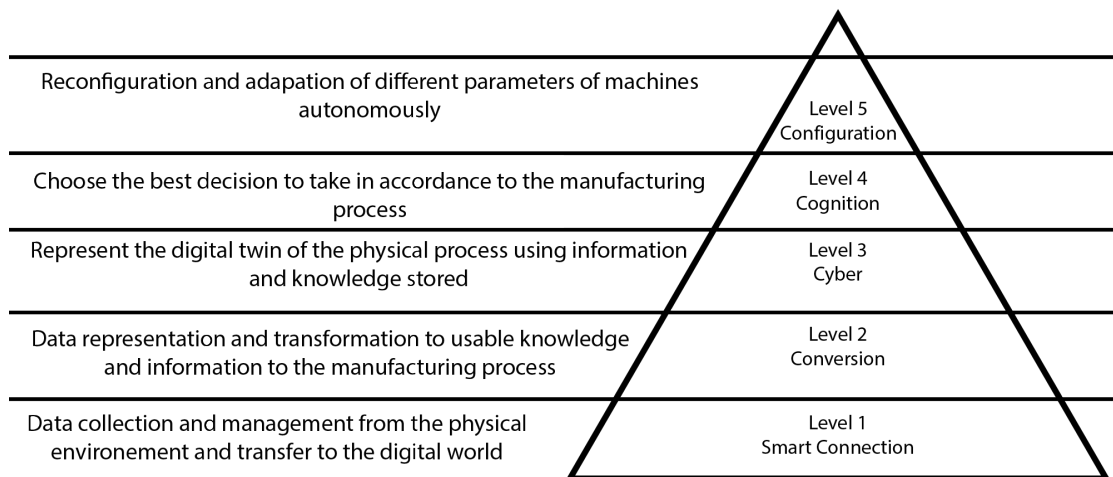 Reconfiguration and adapation of different parameters of machines
autonomously
Level 5
Configuration
Choose the best decision to take in accordance to the manufacturing
process
Level 4
Cognition
Represent the digital twin of the physical process using information
and knowledge stored
Level 3
Cyber
Data representation and transformation to usable knowledge
and information to the manufacturing process
Level 2
Conversion
Data collection and management from the physical
environement and transfer to the digital world
Level 1
Smart Connection